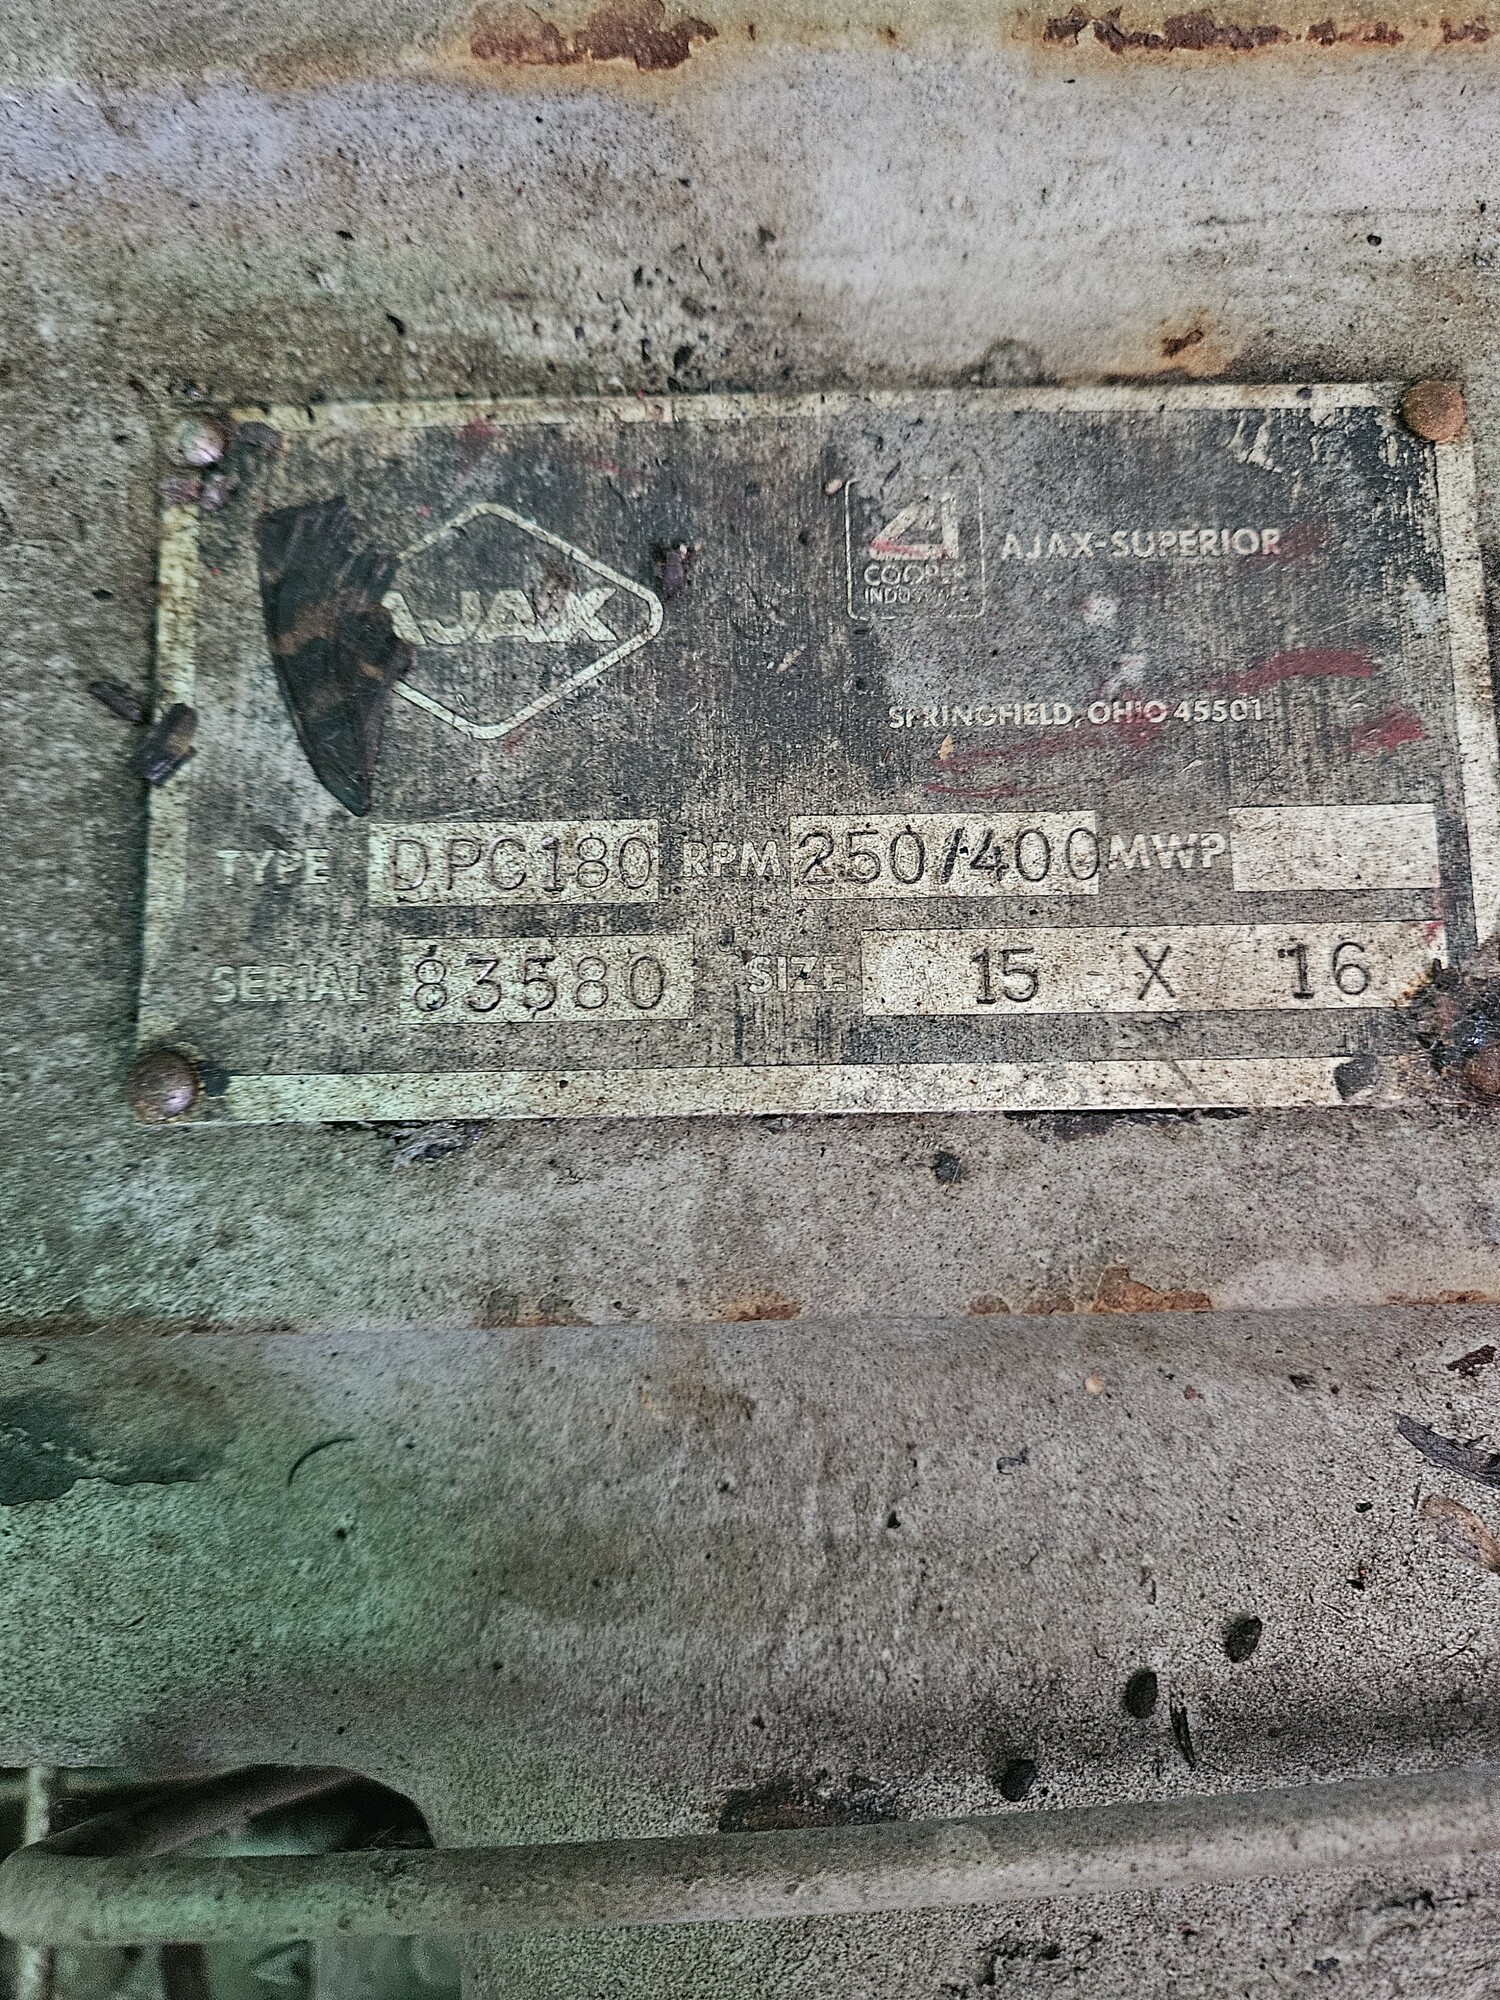 AJAX
COOPER
INDUSTRIES
AJAX-SUPERIOR
SPRINGFIELD, OHIO 45501
TYPE DPC180 RPM 250/400 MWP
SERIAL 83580 SIZE 15 X 16